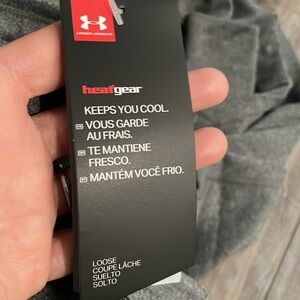 UNDER ARMOUR
heatgear
KEEPS YOU COOL.
VOUS GARDE
AU FRAIS.
TE MANTIENE
FRESCO.
MANTÉM VOCÊ FRIO.
LOOSE
COUPE LÂCHE
SUELTO
SOLTO